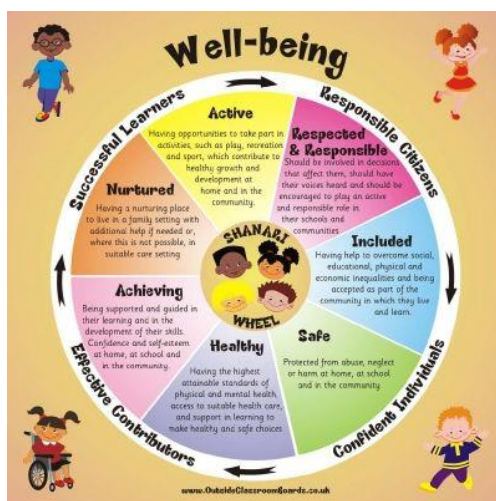 Well-being
Successful Learners
Responsible Citizens
Confident Individuals
Effective Contributors
Active
Having opportunities to take part in
activities, such as play, recreation
and sport, which contribute to
healthy growth and
development at
home and in the
community.
Respected
& Responsible
Should be involved in decisions
that affect them, should have
their voices heard and should be
encouraged to play an active
and responsible role in
their schools and
communities
Included
Having help to overcome social,
educational, physical and
economic inequalities and being
accepted as part of the
community in which they live
and learn.
Safe
Protected from abuse, neglect
or harm at home, at school
and in the community.
Healthy
Having the highest
attainable standards of
physical and mental health,
access to suitable health care,
and support in learning to
make healthy and safe choices
Achieving
Being supported and guided in
their learning and in the
development of their skills.
Confidence and self-esteem
at home, at school and
in the community.
Nurtured
Having a nurturing place
to live in a family setting with
additional help if needed or,
where this is not possible, in
suitable care setting
SHANARI
WHEEL
www.OutsideClassroomBoards.co.uk